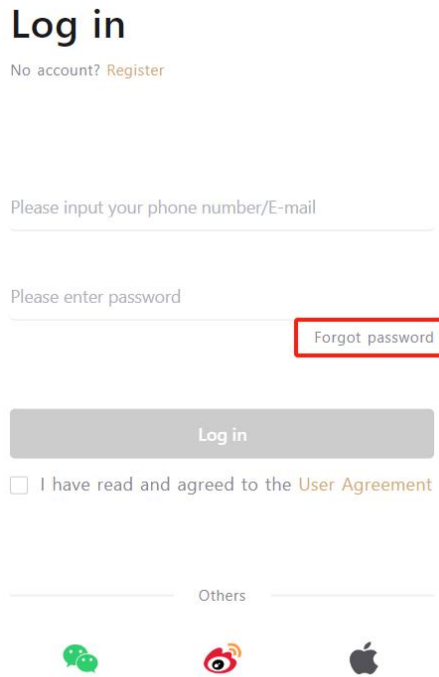 Log in
No account? Register
Please input your phone number/E-mail
Please enter password
Forgot password
Log in
I have read and agreed to the User Agreement
Others